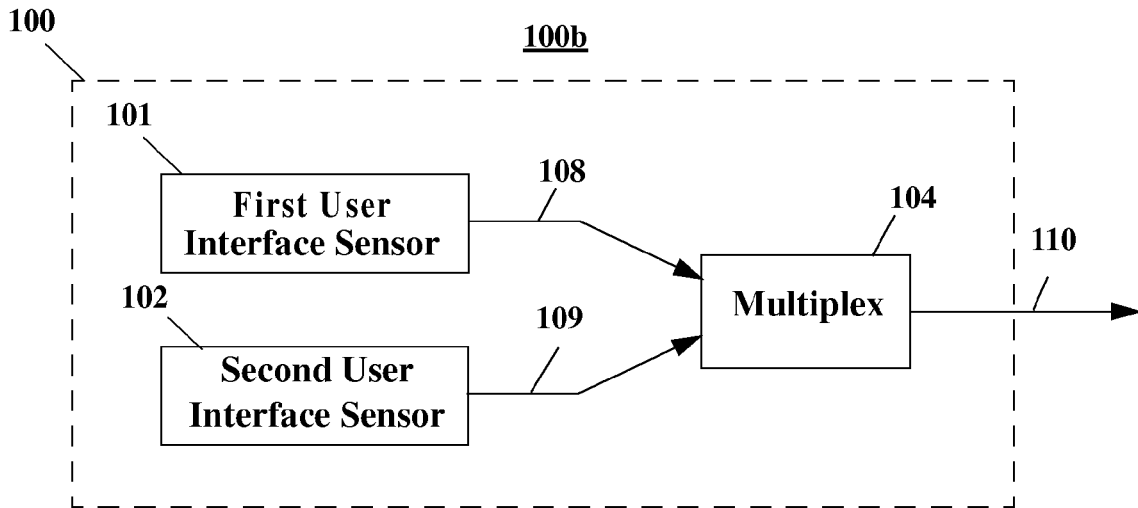 100
100b
101
First User
Interface Sensor
108
104
110
Multiplex
102
109
Second User
Interface Sensor